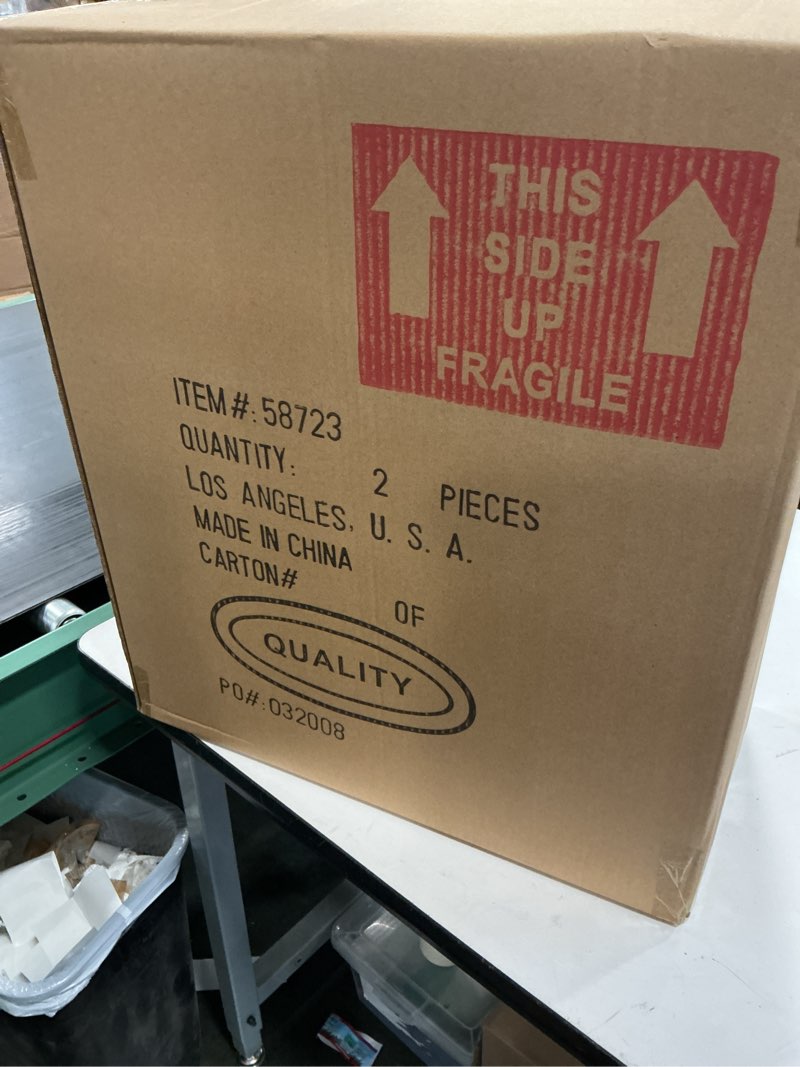 THIS
SIDE
UP
FRAGILE
ITEM#:58723
QUANTITY: 2 PIECES
LOS ANGELES, U. S. A.
MADE IN CHINA
CARTON# OF
QUALITY
PO#:032008